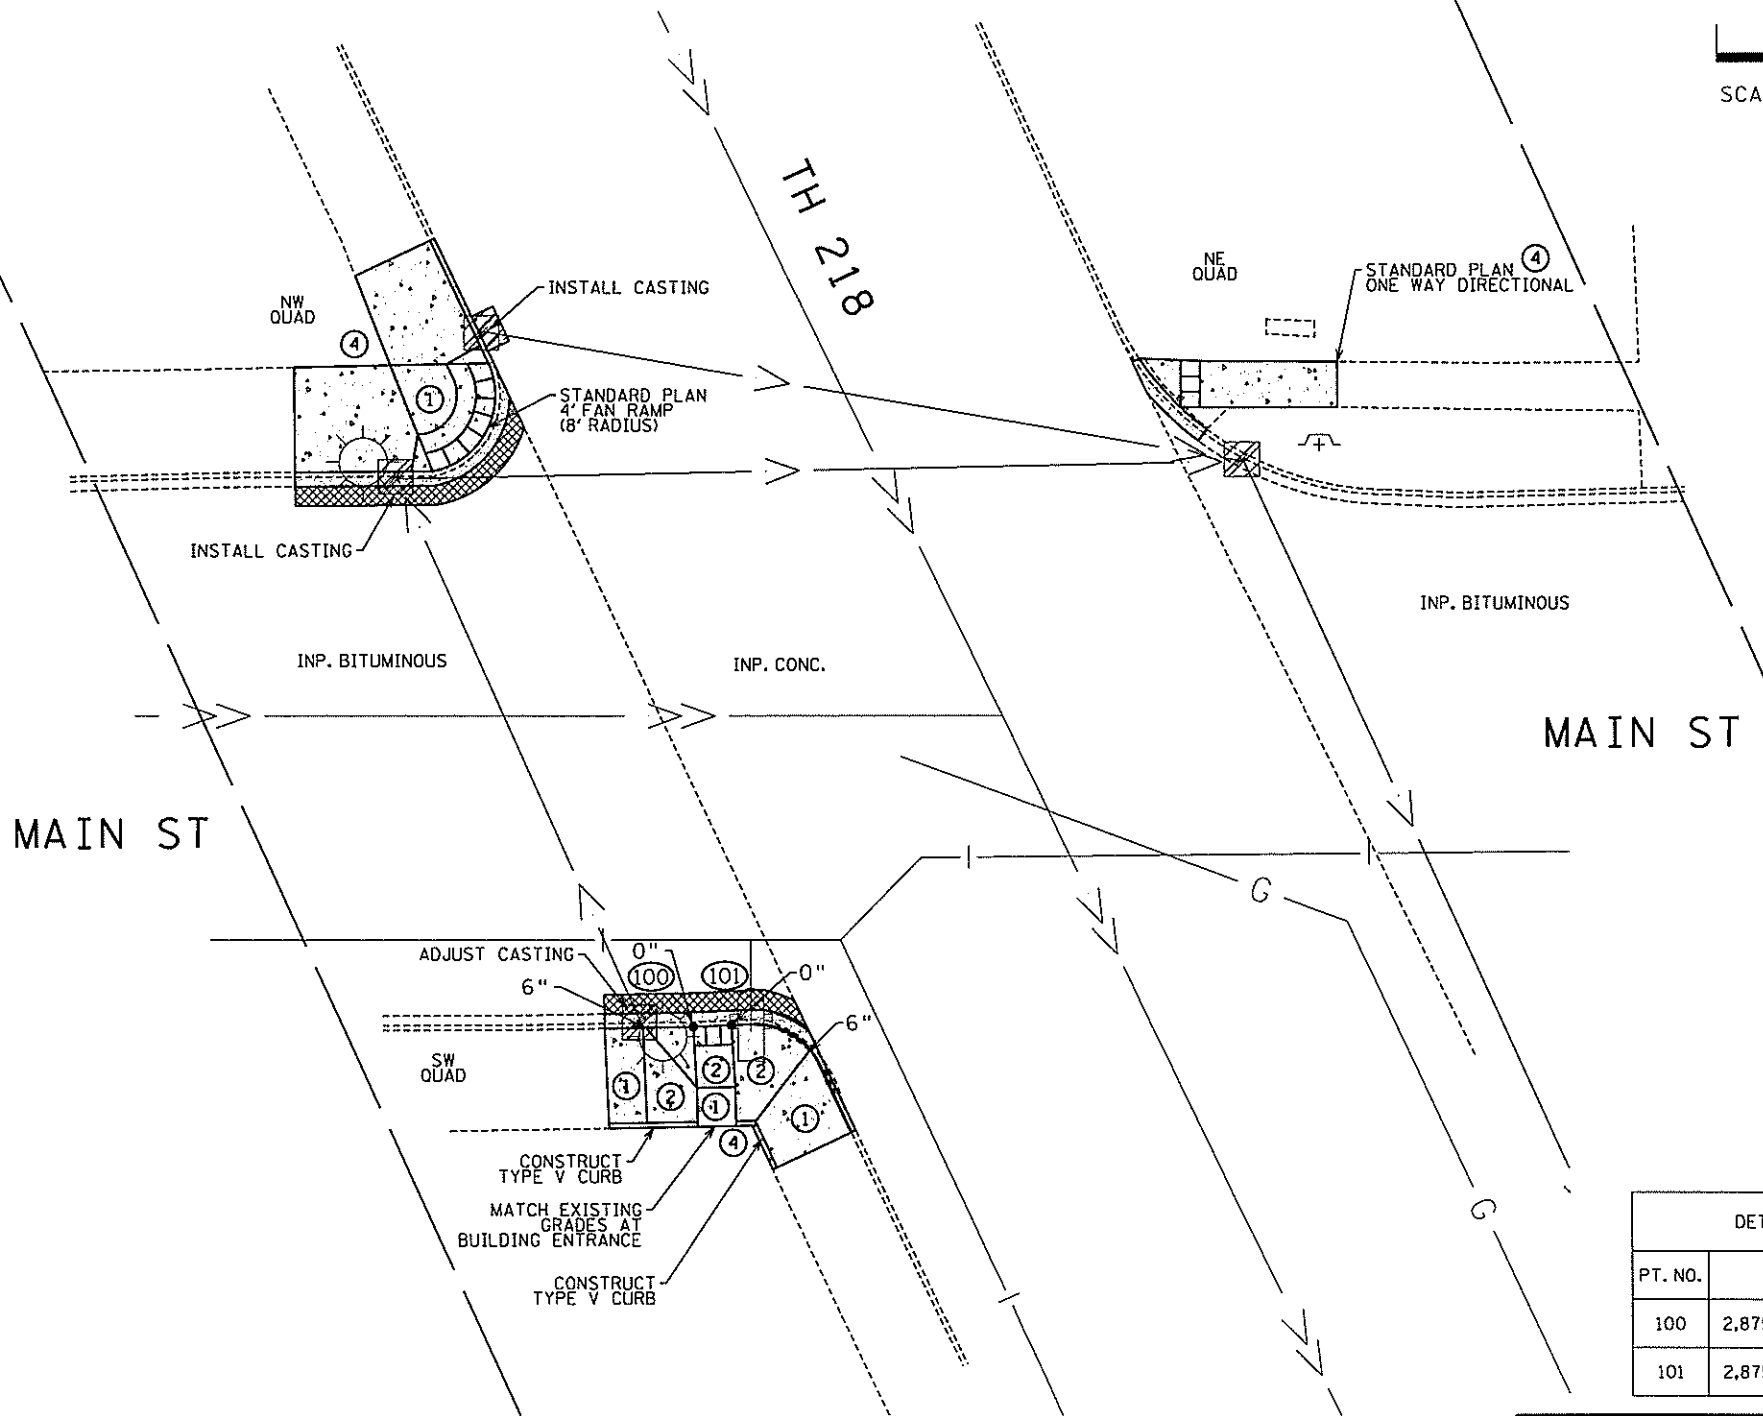 SCA
TH 218
NE
QUAD
4
STANDARD PLAN
ONE WAY DIRECTIONAL
INSTALL CASTING
NW
QUAD
4
1
STANDARD PLAN
4' FAN RAMP
(8' RADIUS)
INSTALL CASTING
INP. BITUMINOUS
INP. BITUMINOUS
INP. CONC.
MAIN ST
MAIN ST
G
ADJUST CASTING
0"
100
101
0"
6"
6"
SW
QUAD
1
2
2
1
2
1
4
CONSTRUCT
TYPE V CURB
MATCH EXISTING
GRADES AT
BUILDING ENTRANCE
CONSTRUCT
TYPE V CURB
G
DET
PT. NO.
100
101